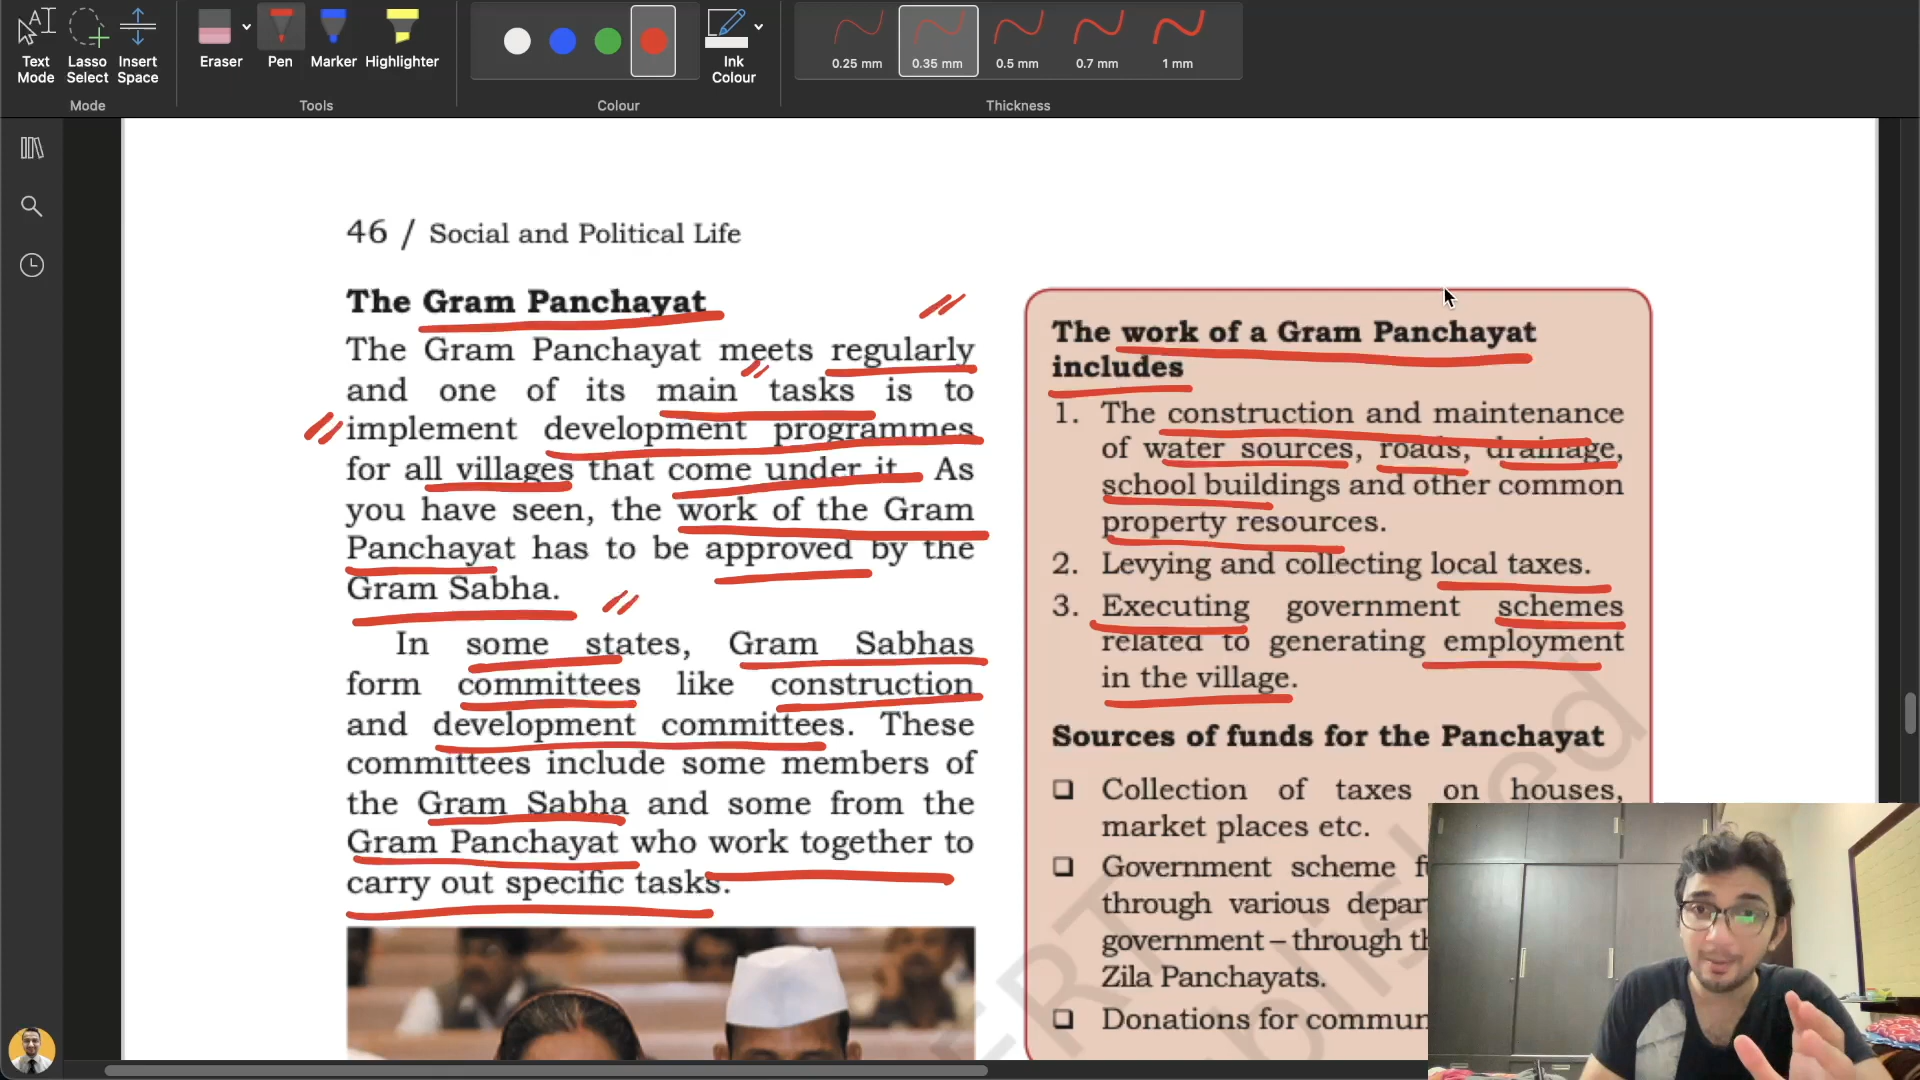 Text Mode
Lasso Select
Insert Space
Mode
Eraser
Pen
Marker
Highlighter
Tools
Colour
Ink Colour
0.25 mm
0.35 mm
0.5 mm
0.7 mm
1 mm
Thickness
46 / Social and Political Life
The Gram Panchayat
The Gram Panchayat meets regularly
and one of its main tasks is to
implement development programmes
for all villages that come under it. As
you have seen, the work of the Gram
Panchayat has to be approved by the
Gram Sabha.
In some states, Gram Sabhas
form committees like construction
and development committees. These
committees include some members of
the Gram Sabha and some from the
Gram Panchayat who work together to
carry out specific tasks.
The work of a Gram Panchayat
includes
1. The construction and maintenance
of water sources, roads, drainage,
school buildings and other common
property resources.
2. Levying and collecting local taxes.
3. Executing government schemes
related to generating employment
in the village.
Sources of funds for the Panchayat
Collection of taxes on houses,
market places etc.
Government scheme
through various
government – through
Zila Panchayats.
Donations for